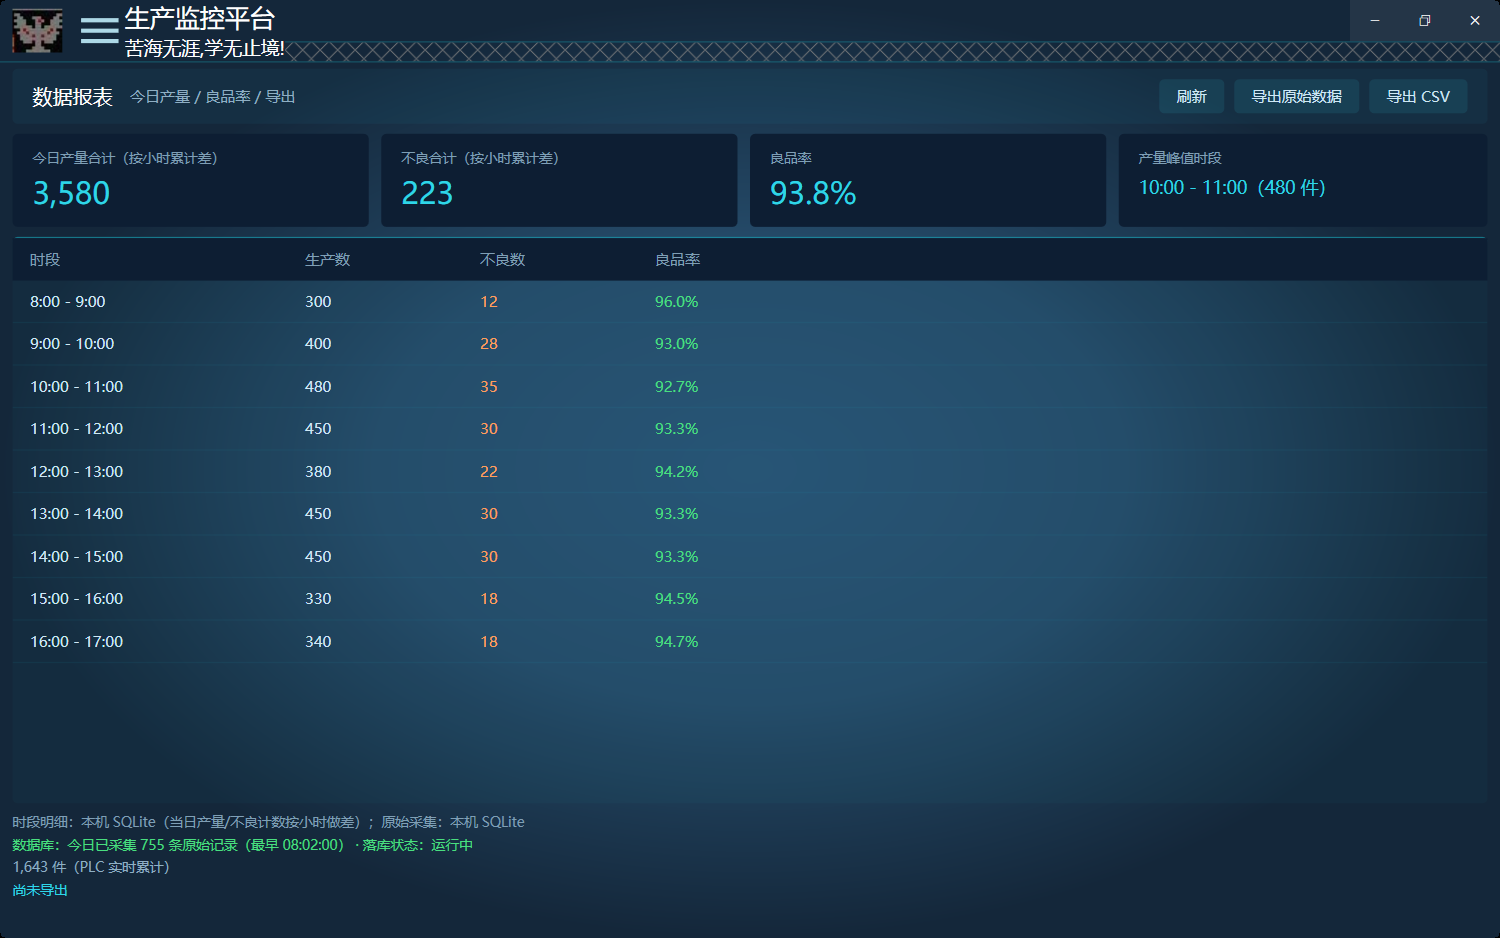 生产监控平台
苦海无涯,学无止境!
数据报表 今日产量 / 良品率 / 导出 刷新 导出原始数据 导出 CSV
今日产量合计（按小时累计差） 不良合计（按小时累计差） 良品率 产量峰值时段
3,580 223 93.8% 10:00 - 11:00（480 件）
时段 生产数 不良数 良品率
8:00 - 9:00 300 12 96.0%
9:00 - 10:00 400 28 93.0%
10:00 - 11:00 480 35 92.7%
11:00 - 12:00 450 30 93.3%
12:00 - 13:00 380 22 94.2%
13:00 - 14:00 450 30 93.3%
14:00 - 15:00 450 30 93.3%
15:00 - 16:00 330 18 94.5%
16:00 - 17:00 340 18 94.7%
时段明细：本机 SQLite（当日产量/不良计数按小时做差）；原始采集：本机 SQLite
数据库：今日已采集 755 条原始记录（最早 08:02:00） · 落库状态：运行中
1,643 件（PLC 实时累计）
尚未导出